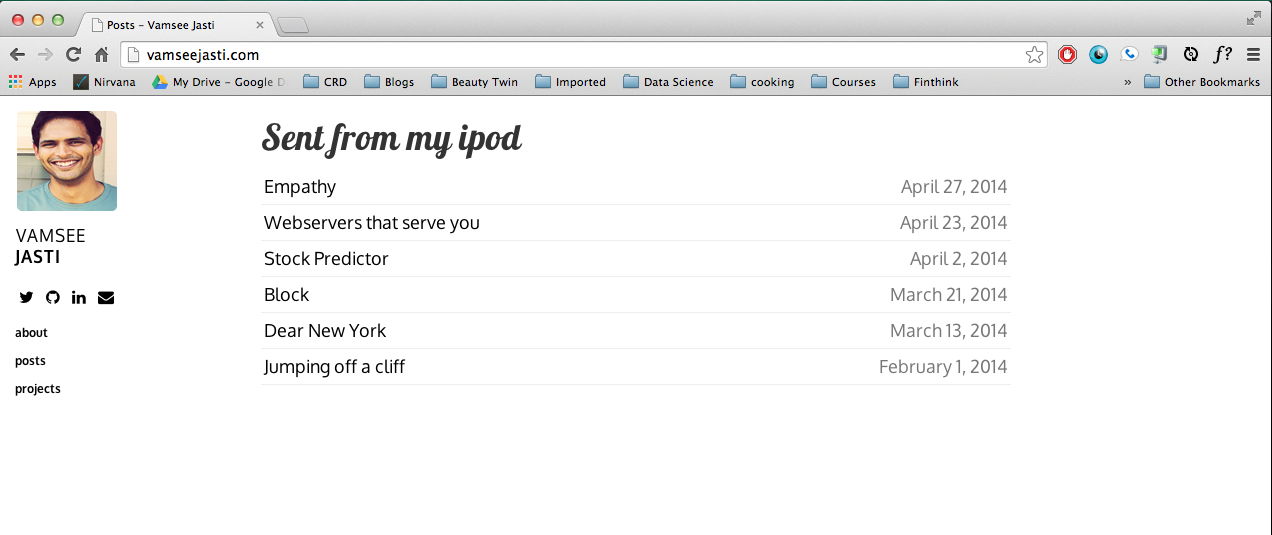 Posts - Vamsee Jasti
vamseejasti.com
Apps Nirvana My Drive - Google D CRD Blogs Beauty Twin Imported Data Science cooking Courses Finthink » Other Bookmarks
VAMSEE
JASTI
about
posts
projects
Sent from my ipod
Empathy April 27, 2014
Webservers that serve you April 23, 2014
Stock Predictor April 2, 2014
Block March 21, 2014
Dear New York March 13, 2014
Jumping off a cliff February 1, 2014